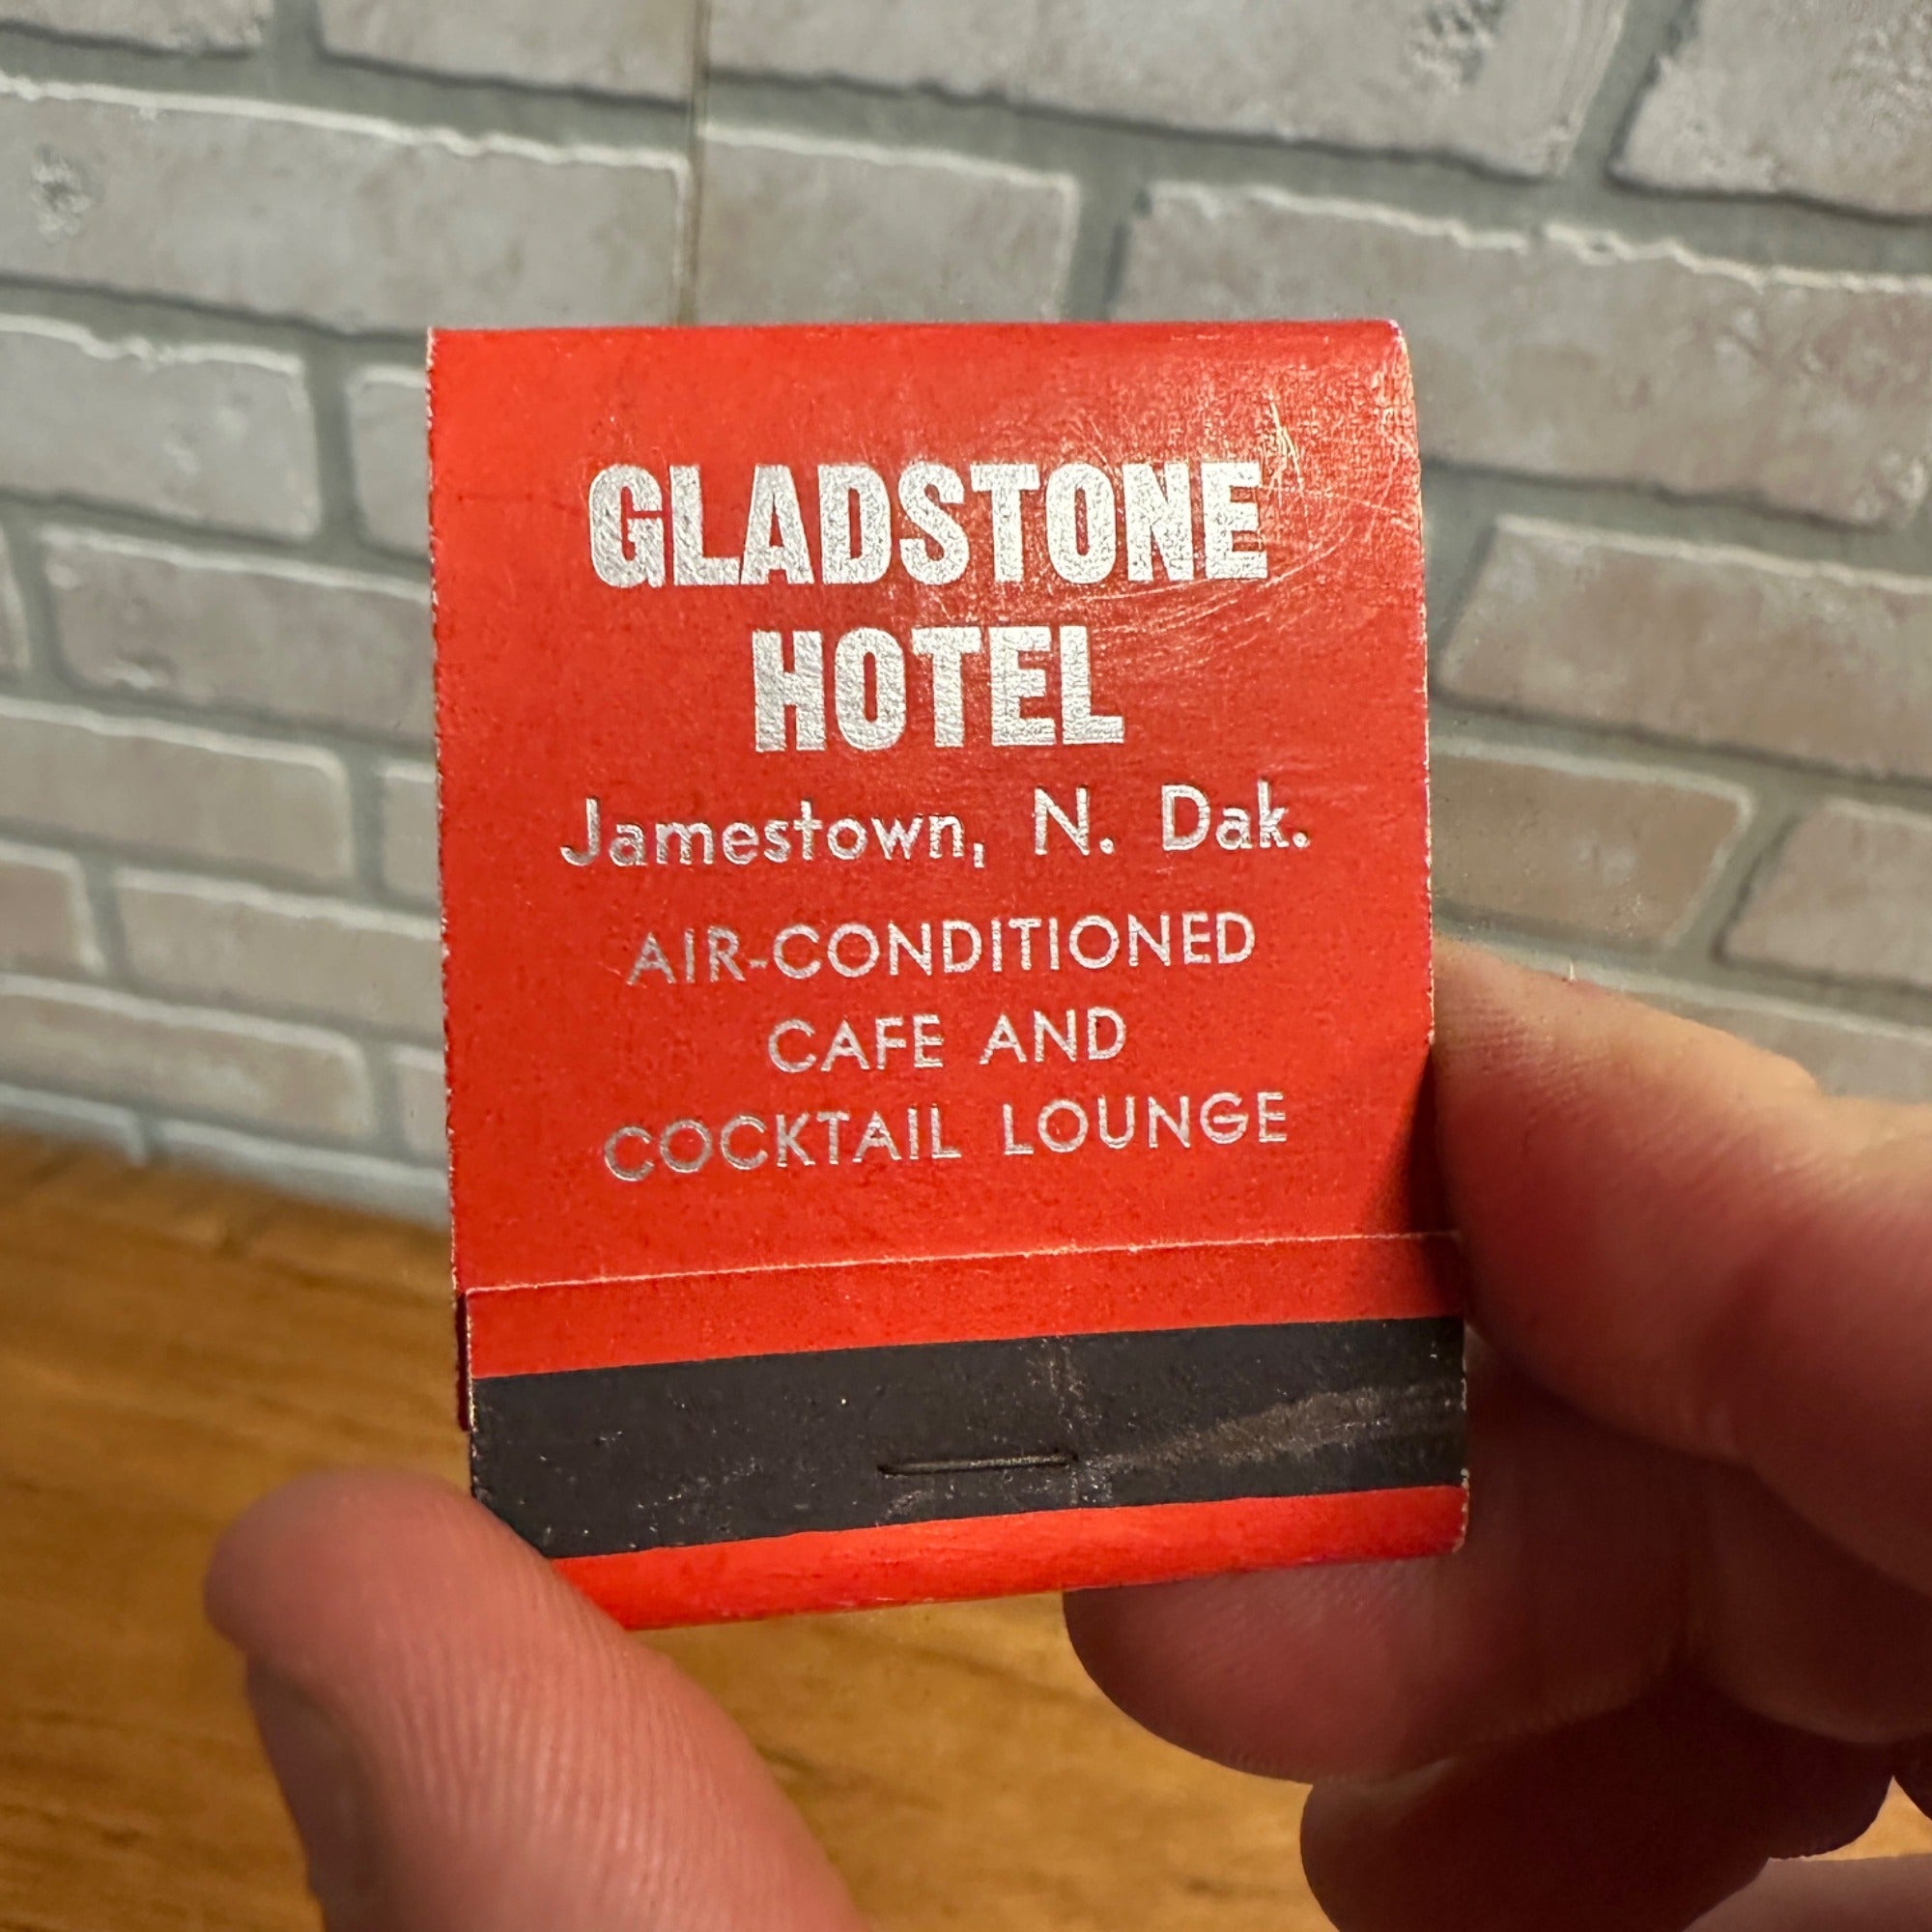 GLADSTONE
HOTEL
Jamestown, N. Dak.
AIR-CONDITIONED
CAFE AND
COCKTAIL LOUNGE